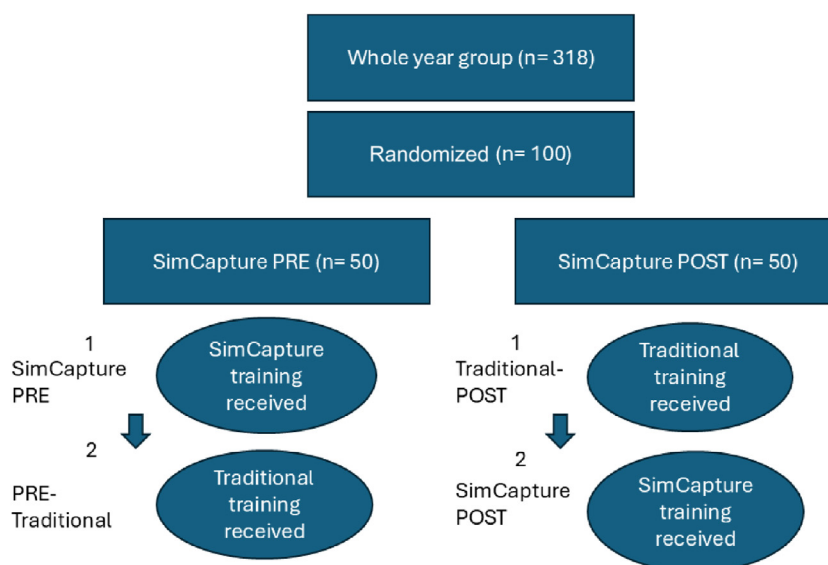 Whole year group (n= 318)
Randomized (n= 100)
SimCapture PRE (n= 50)
SimCapture POST (n= 50)
1
SimCapture
PRE
SimCapture
training
received
2
PRE-
Traditional
Traditional
training
received
1
Traditional-
POST
Traditional
training
received
2
SimCapture
POST
SimCapture
training
received